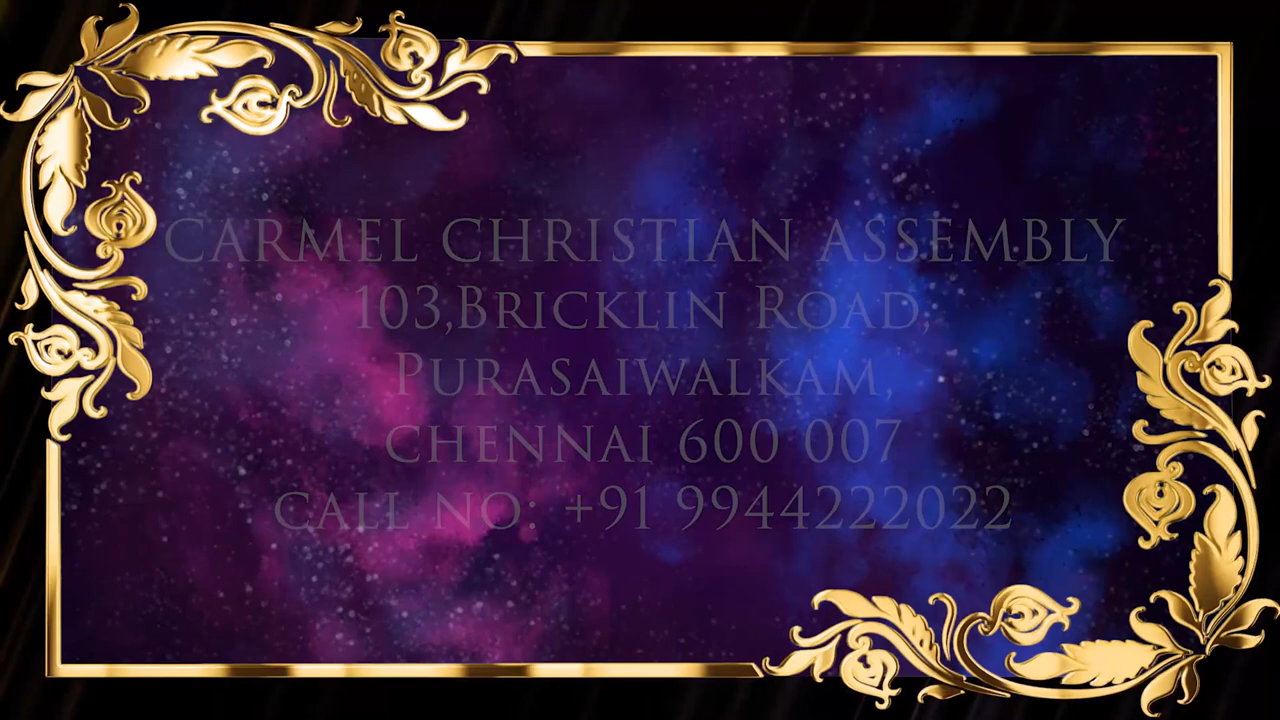 CARMEL CHRISTIAN ASSEMBLY
103,BRICKLIN ROAD,
PURASAIWALKAM,
CHENNAI 600 007
CALL NO: +91 9944222022